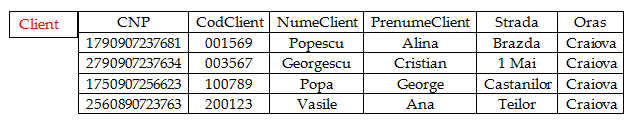 Client CNP CodClient NumeClient PrenumeClient Strada Oras
1790907237681 001569 Popescu Alina Brazda Craiova
2790907237634 003567 Georgescu Cristian 1 Mai Craiova
1750907256623 100789 Popa George Castanilor Craiova
2560890723763 200123 Vasile Ana Teilor Craiova